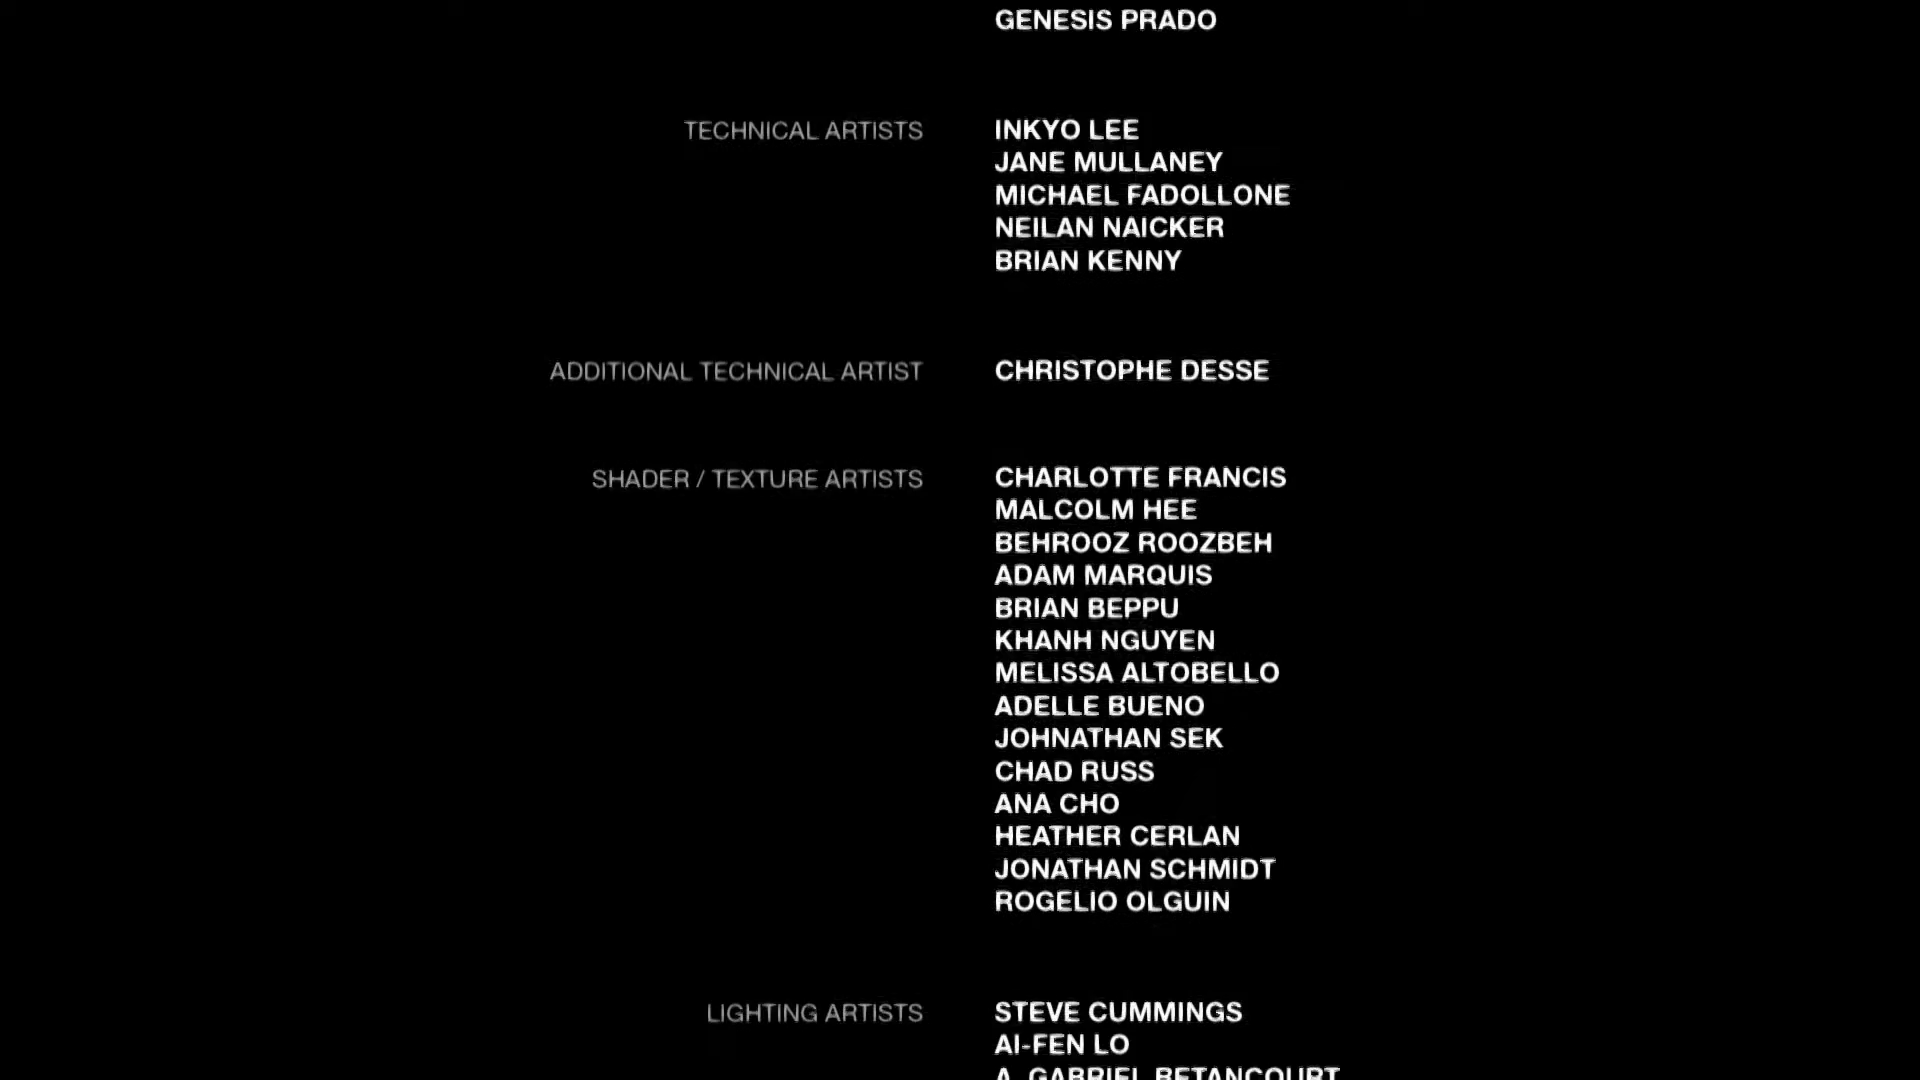 GENESIS PRADO
TECHNICAL ARTISTS INKYO LEE
JANE MULLANEY
MICHAEL FADOLLONE
NEILAN NAICKER
BRIAN KENNY
ADDITIONAL TECHNICAL ARTIST CHRISTOPHE DESSE
SHADER / TEXTURE ARTISTS CHARLOTTE FRANCIS
MALCOLM HEE
BEHROOZ ROOZBEH
ADAM MARQUIS
BRIAN BEPPU
KHANH NGUYEN
MELISSA ALTOBELLO
ADELLE BUENO
JOHNATHAN SEK
CHAD RUSS
ANA CHO
HEATHER CERLAN
JONATHAN SCHMIDT
ROGELIO OLGUIN
LIGHTING ARTISTS STEVE CUMMINGS
AI-FEN LO
A. GABRIEL BETANCOURT